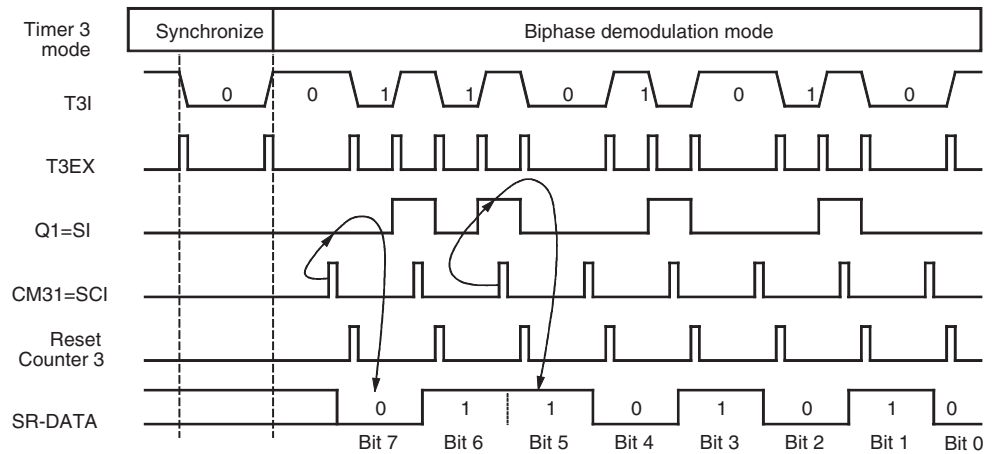 Timer 3
mode
Synchronize
Biphase demodulation mode
T3I
0 0 1 1 0 1 0 1 0
T3EX
Q1=SI
CM31=SCI
Reset
Counter 3
SR-DATA
0 1 1 0 1 0 1 0
Bit 7 Bit 6 Bit 5 Bit 4 Bit 3 Bit 2 Bit 1 Bit 0